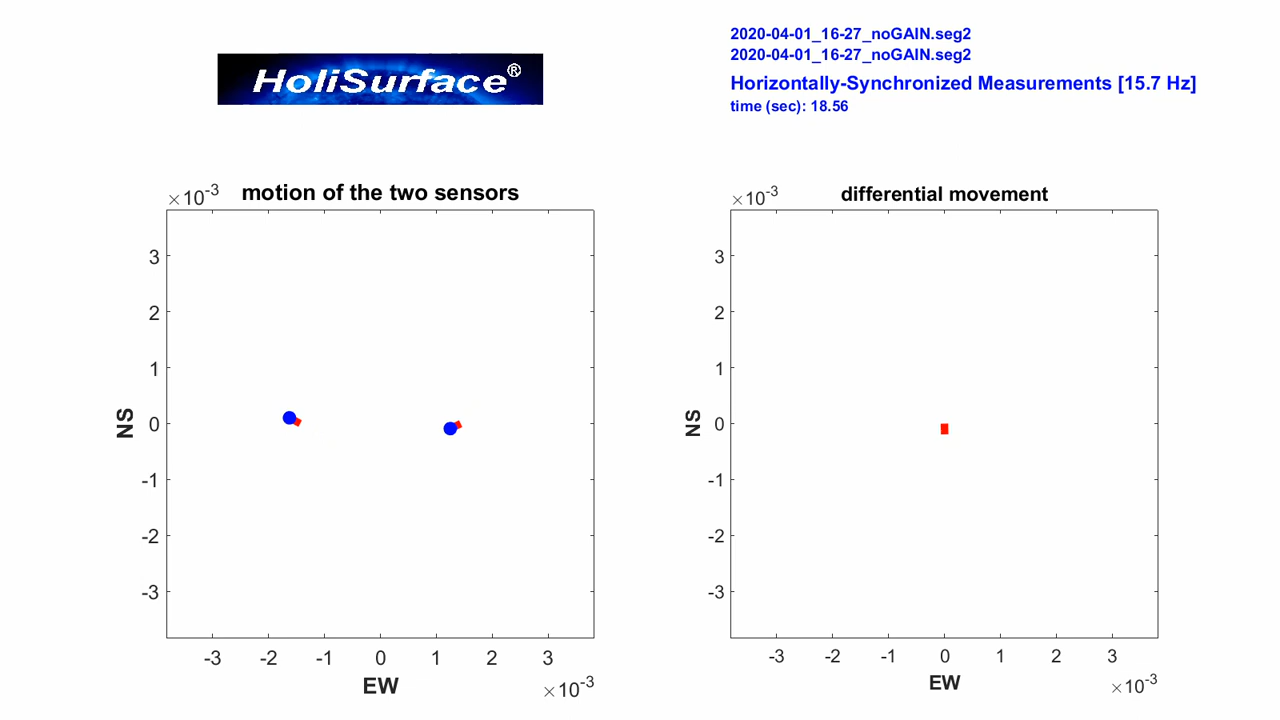 HoliSurface®
2020-04-01_16-27_noGAIN.seg2
2020-04-01_16-27_noGAIN.seg2
Horizontally-Synchronized Measurements [15.7 Hz]
time (sec): 18.56
×10-3
motion of the two sensors
3
2
1
0
-1
-2
-3
NS
-3 -2 -1 0 1 2 3
EW
×10-3
×10-3
differential movement
3
2
1
0
-1
-2
-3
NS
-3 -2 -1 0 1 2 3
EW
×10-3